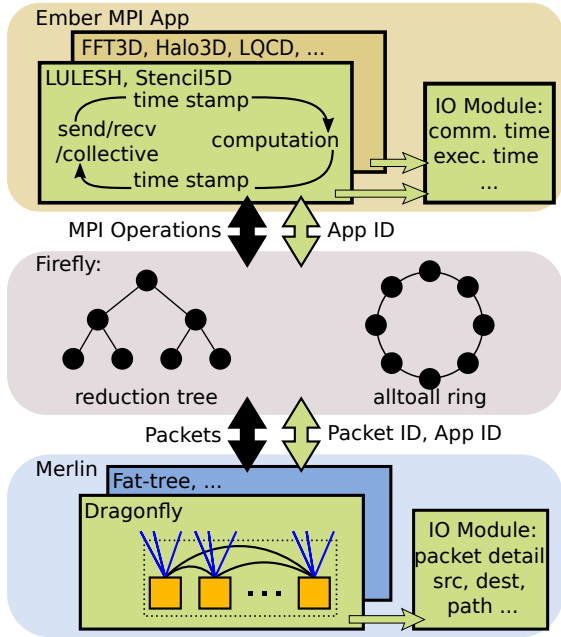 Ember MPI App
FFT3D, Halo3D, LQCD, ...
LULESH, Stencil5D
time stamp
send/recv
/collective
computation
time stamp
IO Module:
comm. time
exec. time
...
MPI Operations
App ID
Firefly:
reduction tree
alltoall ring
Packets
Packet ID, App ID
Merlin
Fat-tree, ...
Dragonfly
IO Module:
packet detail
src, dest,
path ...